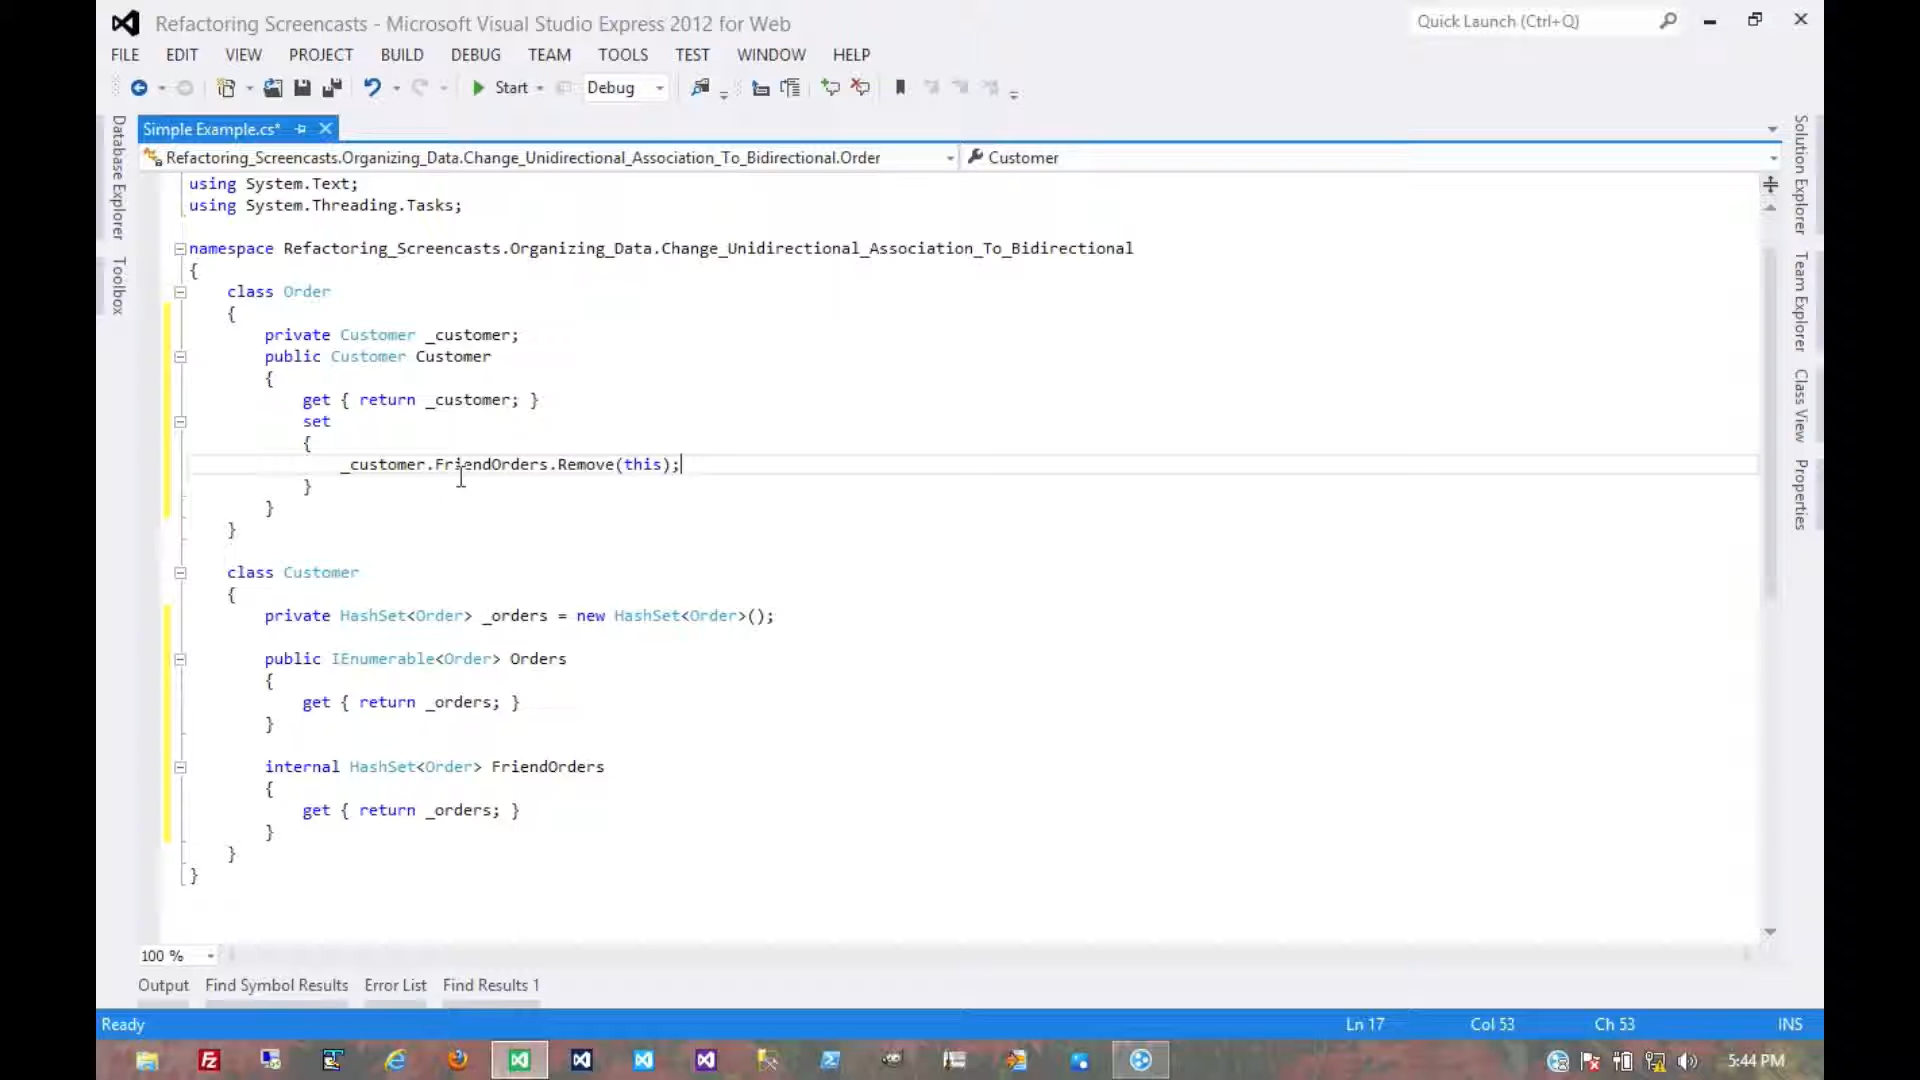 Refactoring Screencasts - Microsoft Visual Studio Express 2012 for Web
Quick Launch (Ctrl+Q)
FILE EDIT VIEW PROJECT BUILD DEBUG TEAM TOOLS TEST WINDOW HELP
Start Debug
Simple Example.cs*
Refactoring_Screencasts.Organizing_Data.Change_Unidirectional_Association_To_Bidirectional.Order
Customer
Database Explorer
Toolbox
Solution Explorer
Team Explorer
Class View
Properties
using System.Text;
using System.Threading.Tasks;
namespace Refactoring_Screencasts.Organizing_Data.Change_Unidirectional_Association_To_Bidirectional
{
class Order
{
private Customer _customer;
public Customer Customer
{
get { return _customer; }
set
{
_customer.FriendOrders.Remove(this);
}
}
}
class Customer
{
private HashSet<Order> _orders = new HashSet<Order>();
public IEnumerable<Order> Orders
{
get { return _orders; }
}
internal HashSet<Order> FriendOrders
{
get { return _orders; }
}
}
}
100 %
Output Find Symbol Results Error List Find Results 1
Ready Ln 17 Col 53 Ch 53 INS
5:44 PM